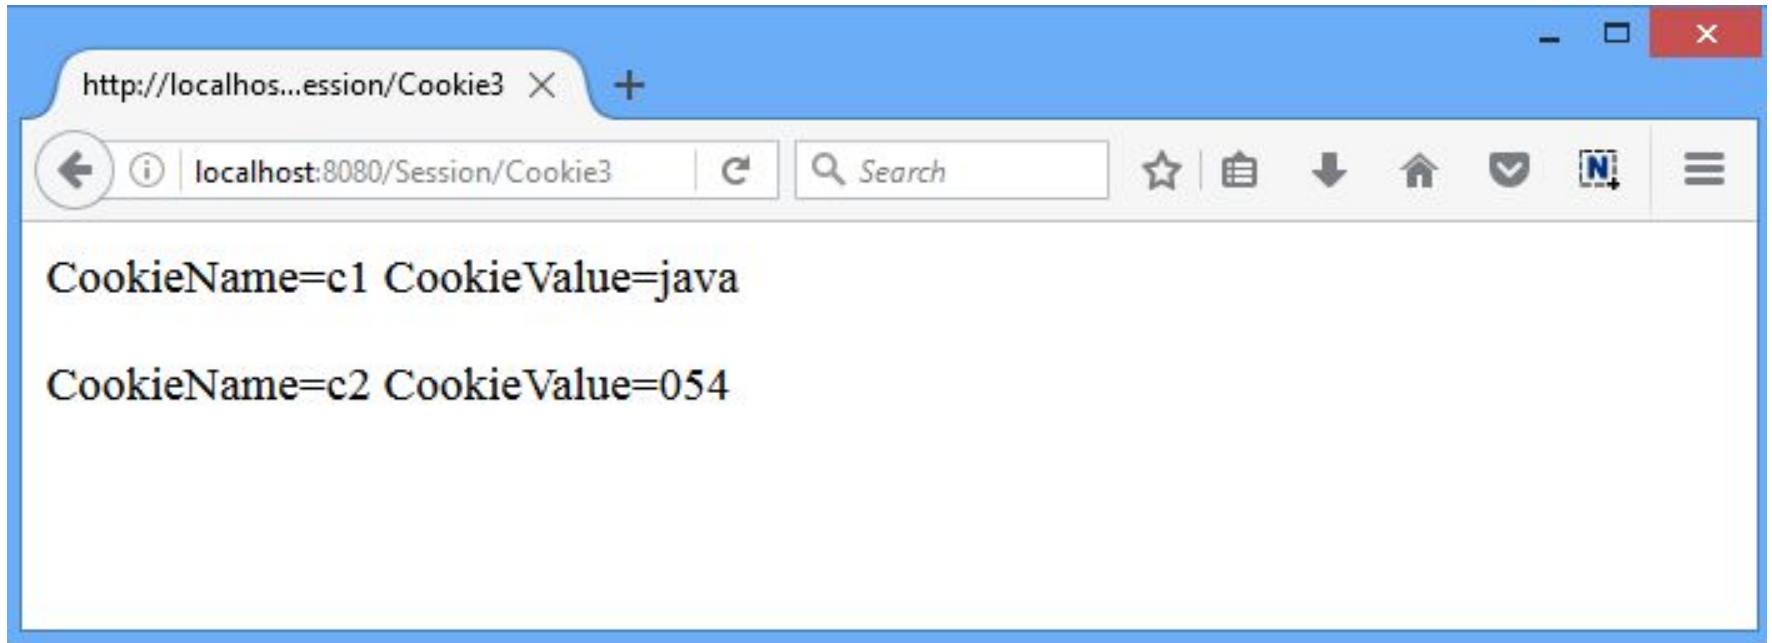 http://localhos...ession/Cookie3
localhost:8080/Session/Cookie3
Search
N
CookieName=c1 CookieValue=java
CookieName=c2 CookieValue=054